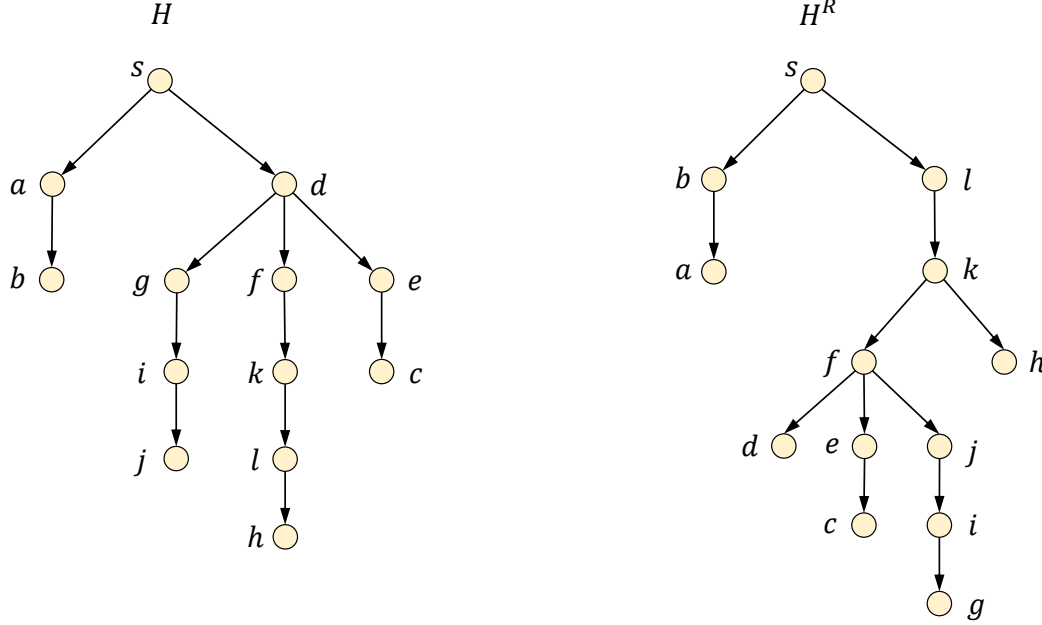 H H^R
s s
a d b l
b g f e a k
i k c f h
j l d e j
h c i
g